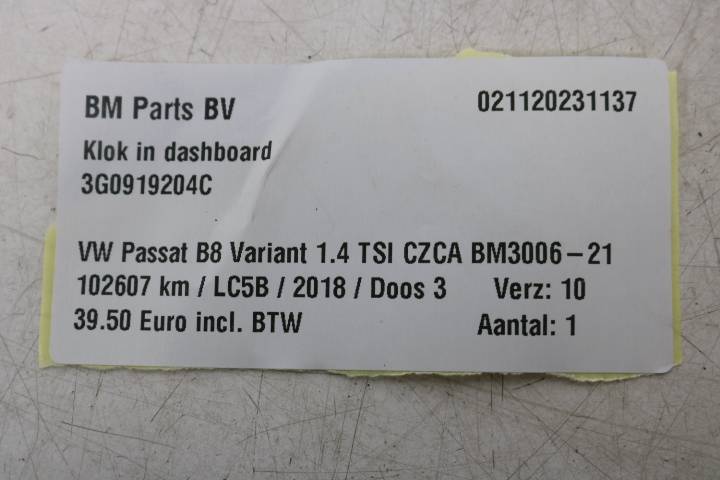 BM Parts BV 021120231137
Klok in dashboard
3G0919204C
VW Passat B8 Variant 1.4 TSI CZCA BM3006-21
102607 km / LC5B / 2018 / Doos 3 Verz: 10
39.50 Euro incl. BTW Aantal: 1